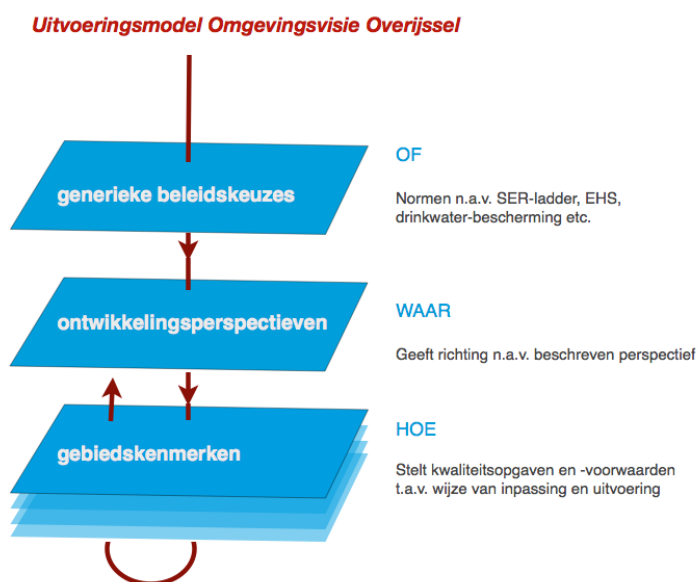 Uitvoeringsmodel Omgevingsvisie Overijssel
generieke beleidskeuzes
OF
Normen n.a.v. SER-ladder, EHS,
drinkwater-bescherming etc.
ontwikkelingsperspectieven
WAAR
Geeft richting n.a.v. beschreven perspectief
gebiedskenmerken
HOE
Stelt kwaliteitsopgaven en -voorwaarden
t.a.v. wijze van inpassing en uitvoering